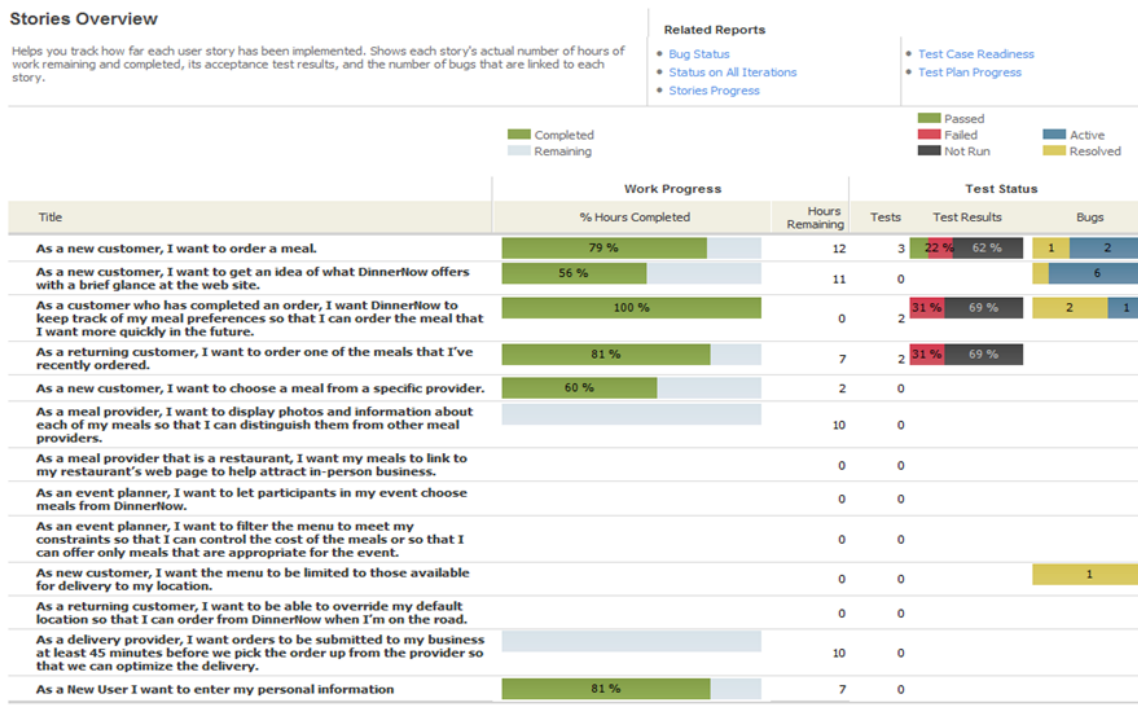 Stories Overview
Helps you track how far each user story has been implemented. Shows each story's actual number of hours of
work remaining and completed, its acceptance test results, and the number of bugs that are linked to each
story.
Related Reports
Bug Status
Status on All Iterations
Stories Progress
Test Case Readiness
Test Plan Progress
Completed
Remaining
Passed
Failed
Not Run
Active
Resolved
Work Progress
Test Status
Title
% Hours Completed
Hours
Remaining
Tests
Test Results
Bugs
As a new customer, I want to order a meal.
79 %
12
3
22 %
62 %
1
2
As a new customer, I want to get an idea of what DinnerNow offers
with a brief glance at the web site.
56 %
11
0
6
As a customer who has completed an order, I want DinnerNow to
keep track of my meal preferences so that I can order the meal that
I want more quickly in the future.
100 %
0
2
31 %
69 %
2
1
As a returning customer, I want to order one of the meals that I've
recently ordered.
81 %
7
2
31 %
69 %
As a new customer, I want to choose a meal from a specific provider.
60 %
2
0
As a meal provider, I want to display photos and information about
each of my meals so that I can distinguish them from other meal
providers.
10
0
As a meal provider that is a restaurant, I want my meals to link to
my restaurant's web page to help attract in-person business.
0
0
As an event planner, I want to let participants in my event choose
meals from DinnerNow.
0
0
As an event planner, I want to filter the menu to meet my
constraints so that I can control the cost of the meals or so that I
can offer only meals that are appropriate for the event.
0
0
As new customer, I want the menu to be limited to those available
for delivery to my location.
0
0
1
As a returning customer, I want to be able to override my default
location so that I can order from DinnerNow when I'm on the road.
0
0
As a delivery provider, I want orders to be submitted to my business
at least 45 minutes before we pick the order up from the provider so
that we can optimize the delivery.
10
0
As a New User I want to enter my personal information
81 %
7
0